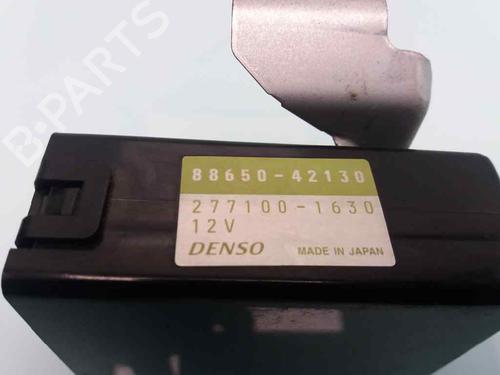 B-PARTS
88650-42130
277100-1630
12V
DENSO MADE IN JAPAN